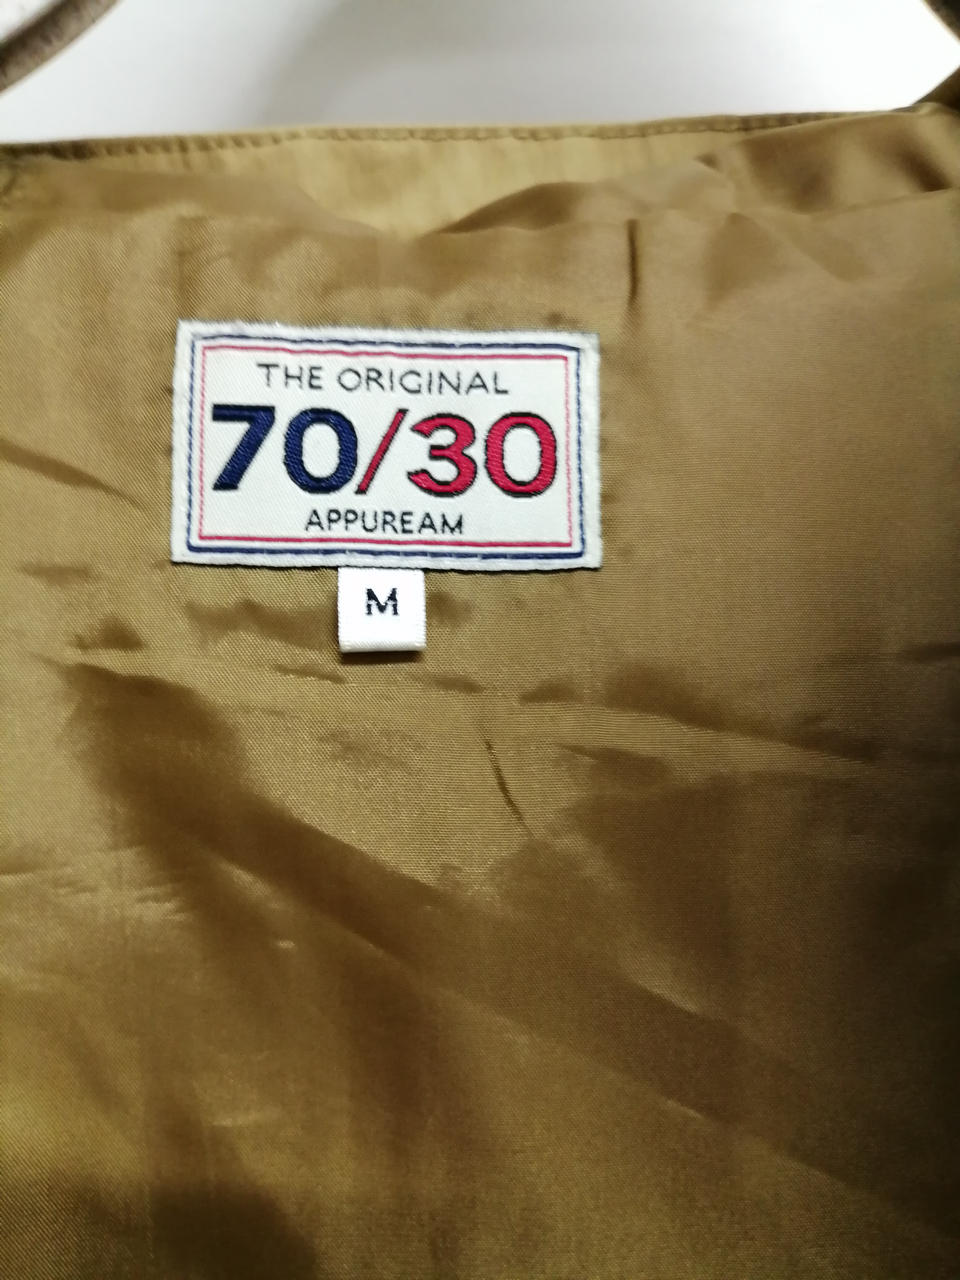 THE ORIGINAL
70/30
APPUREAM
M